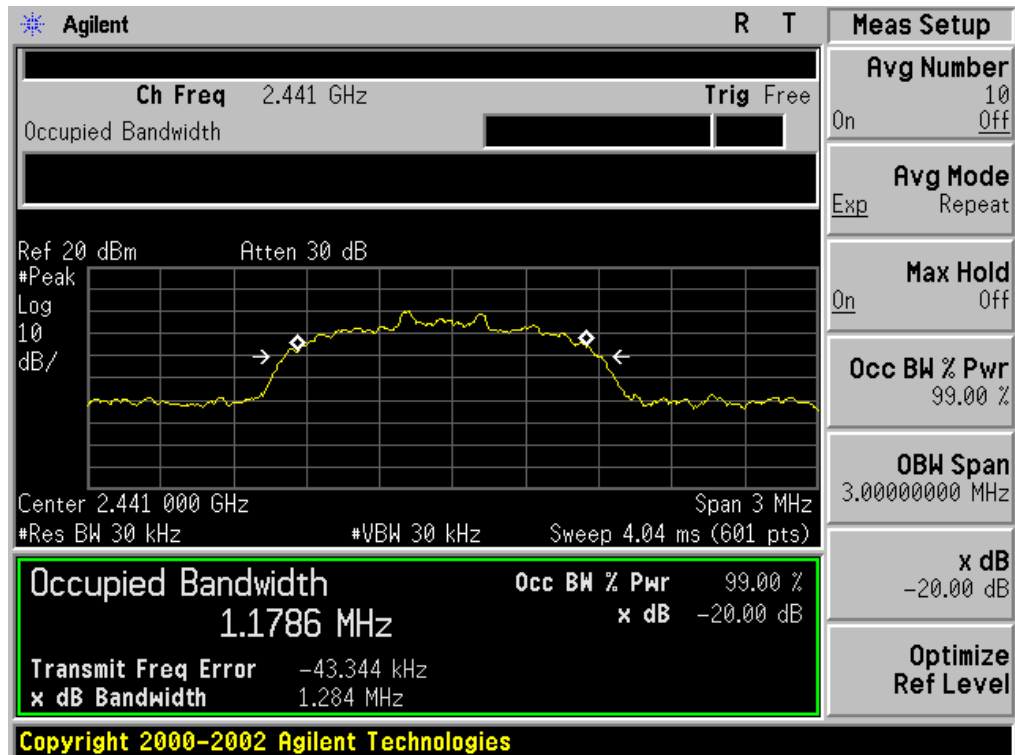 Agilent R T
Ch Freq 2.441 GHz Trig Free
Occupied Bandwidth
Ref 20 dBm Atten 30 dB
#Peak
Log
10
dB/
Center 2.441 000 GHz Span 3 MHz
#Res BW 30 kHz #VBW 30 kHz Sweep 4.04 ms (601 pts)
Occupied Bandwidth Occ BW % Pwr 99.00 %
1.1786 MHz x dB -20.00 dB
Transmit Freq Error -43.344 kHz
x dB Bandwidth 1.284 MHz
Copyright 2000-2002 Agilent Technologies
Meas Setup
Avg Number
10
On Off
Avg Mode
Exp Repeat
Max Hold
On Off
Occ BW % Pwr
99.00 %
OBW Span
3.00000000 MHz
x dB
-20.00 dB
Optimize
Ref Level